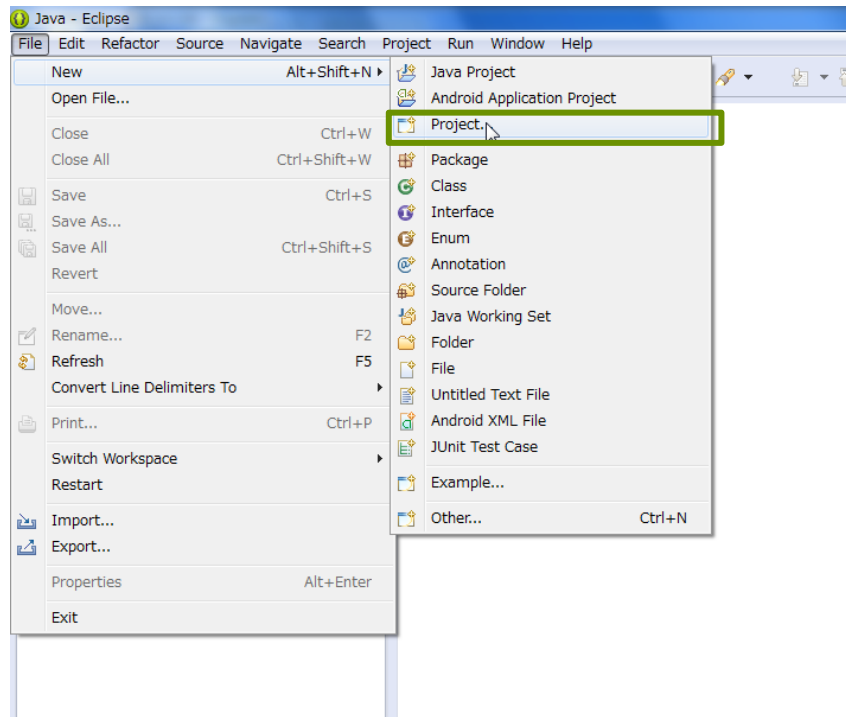 Java - Eclipse
File Edit Refactor Source Navigate Search Project Run Window Help
New Alt+Shift+N
Open File...
Close Ctrl+W
Close All Ctrl+Shift+W
Save Ctrl+S
Save As...
Save All Ctrl+Shift+S
Revert
Move...
Rename... F2
Refresh F5
Convert Line Delimiters To
Print... Ctrl+P
Switch Workspace
Restart
Import...
Export...
Properties Alt+Enter
Exit
Java Project
Android Application Project
Project.
Package
Class
Interface
Enum
Annotation
Source Folder
Java Working Set
Folder
File
Untitled Text File
Android XML File
JUnit Test Case
Example...
Other... Ctrl+N